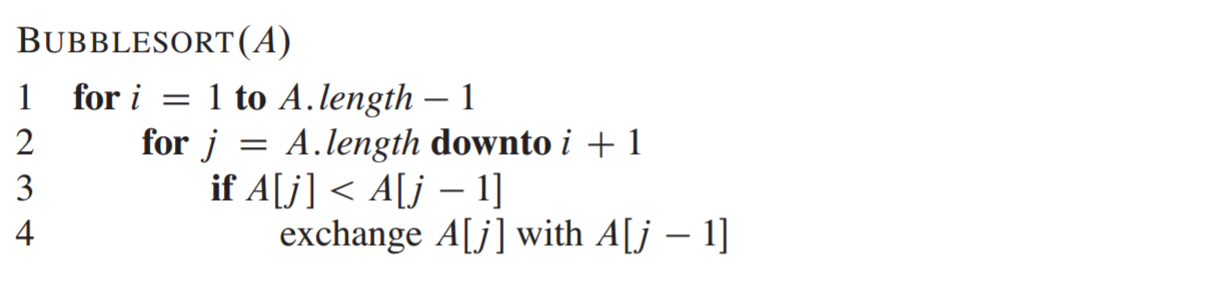 BUBBLESORT(A)
1 for i = 1 to A.length – 1
2 for j = A.length downto i + 1
3 if A[j] < A[j – 1]
4 exchange A[j] with A[j – 1]